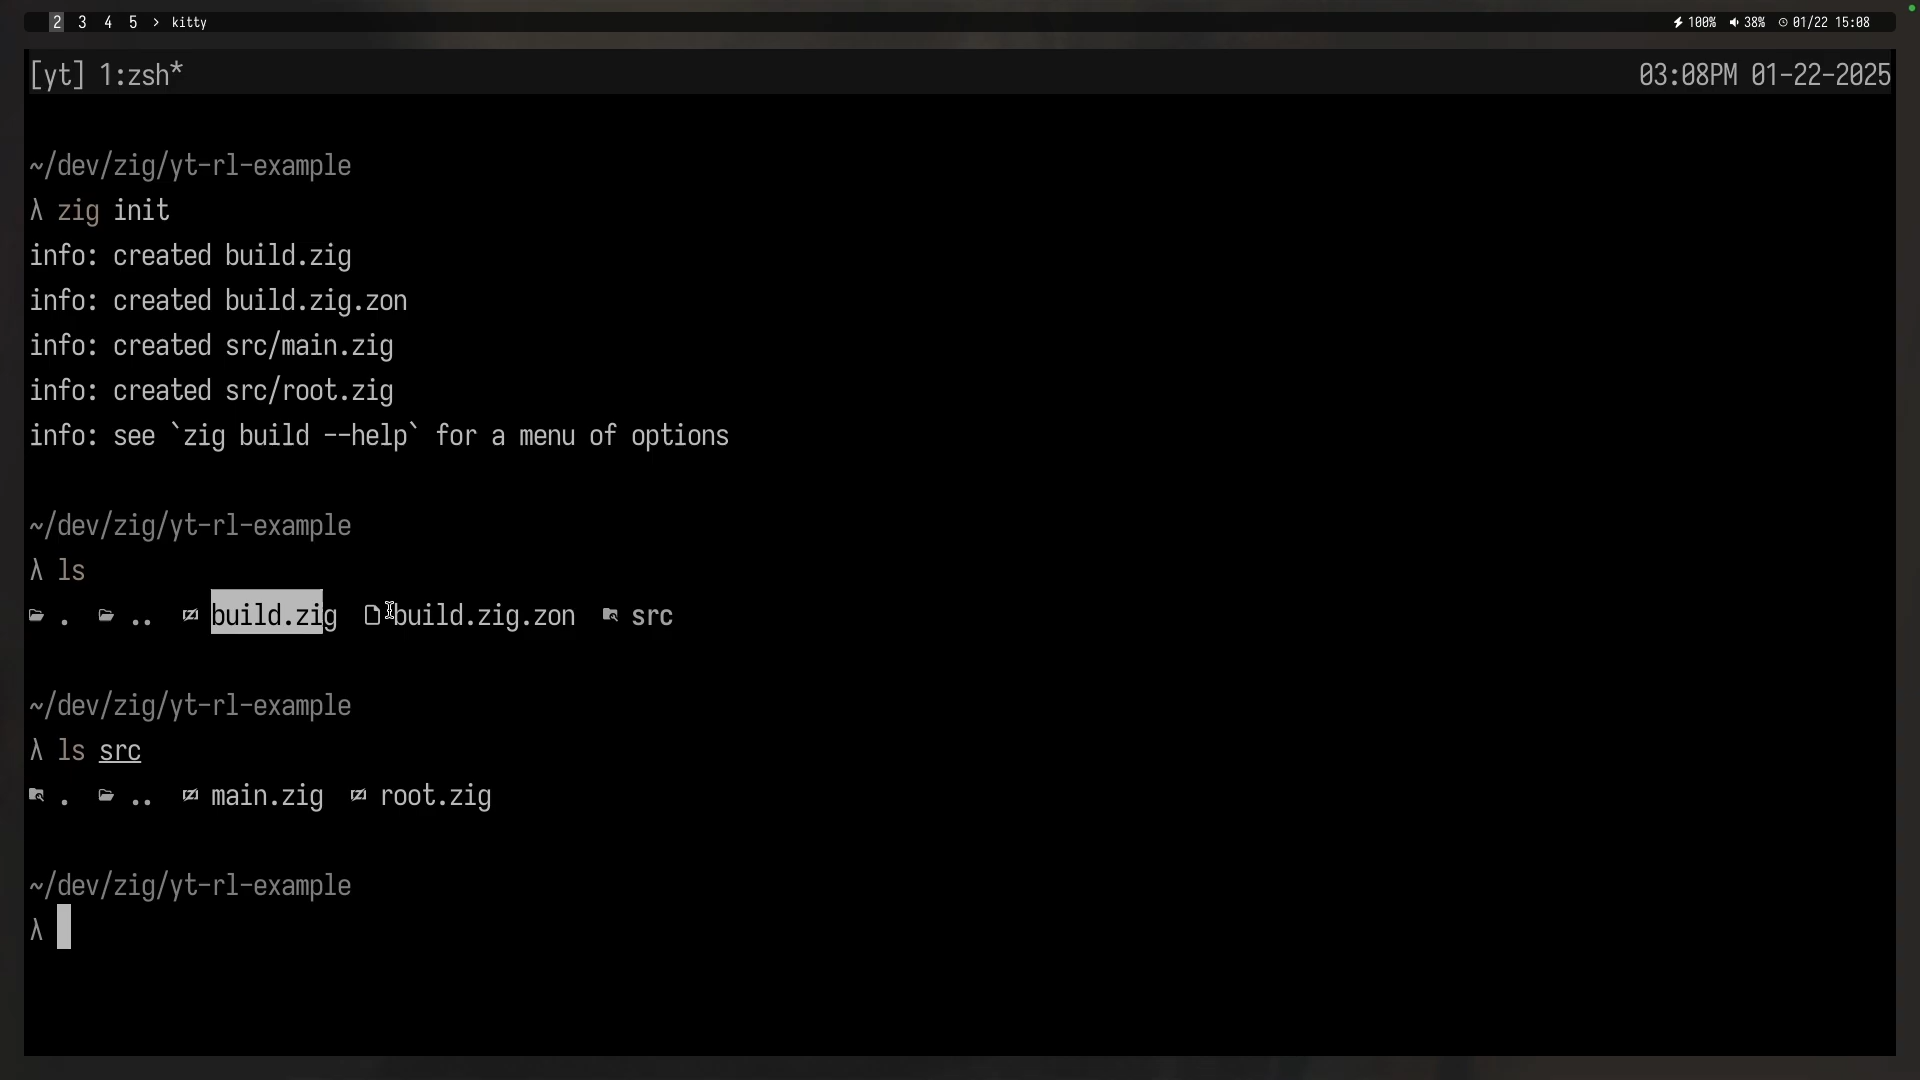 2 3 4 5 > kitty
100% 38% 01/22 15:08
[yt] 1:zsh* 03:08PM 01-22-2025
~/dev/zig/yt-rl-example
λ zig init
info: created build.zig
info: created build.zig.zon
info: created src/main.zig
info: created src/root.zig
info: see `zig build --help` for a menu of options
~/dev/zig/yt-rl-example
λ ls
. .. build.zig build.zig.zon src
~/dev/zig/yt-rl-example
λ ls src
. .. main.zig root.zig
~/dev/zig/yt-rl-example
λ